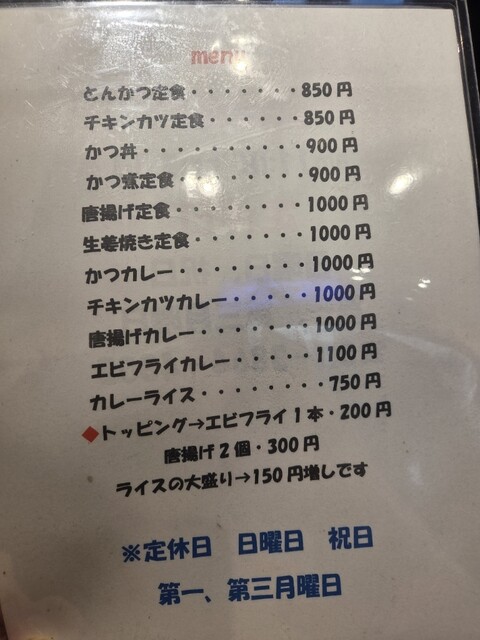 menu
とんかつ定食・・・・・・・850円
チキンカツ定食・・・・・・850円
かつ丼・・・・・・・・・・900円
かつ煮定食・・・・・・・・900円
唐揚げ定食・・・・・・・・1000円
生姜焼き定食・・・・・・・1000円
かつカレー・・・・・・・・1000円
チキンカツカレー・・・・・1000円
唐揚げカレー・・・・・・・1000円
エビフライカレー・・・・・1100円
カレーライス・・・・・・・・750円
◆トッピング→エビフライ1本・200円
唐揚げ2個・300円
ライスの大盛り→150円増しです
※定休日 日曜日 祝日
第一、第三月曜日